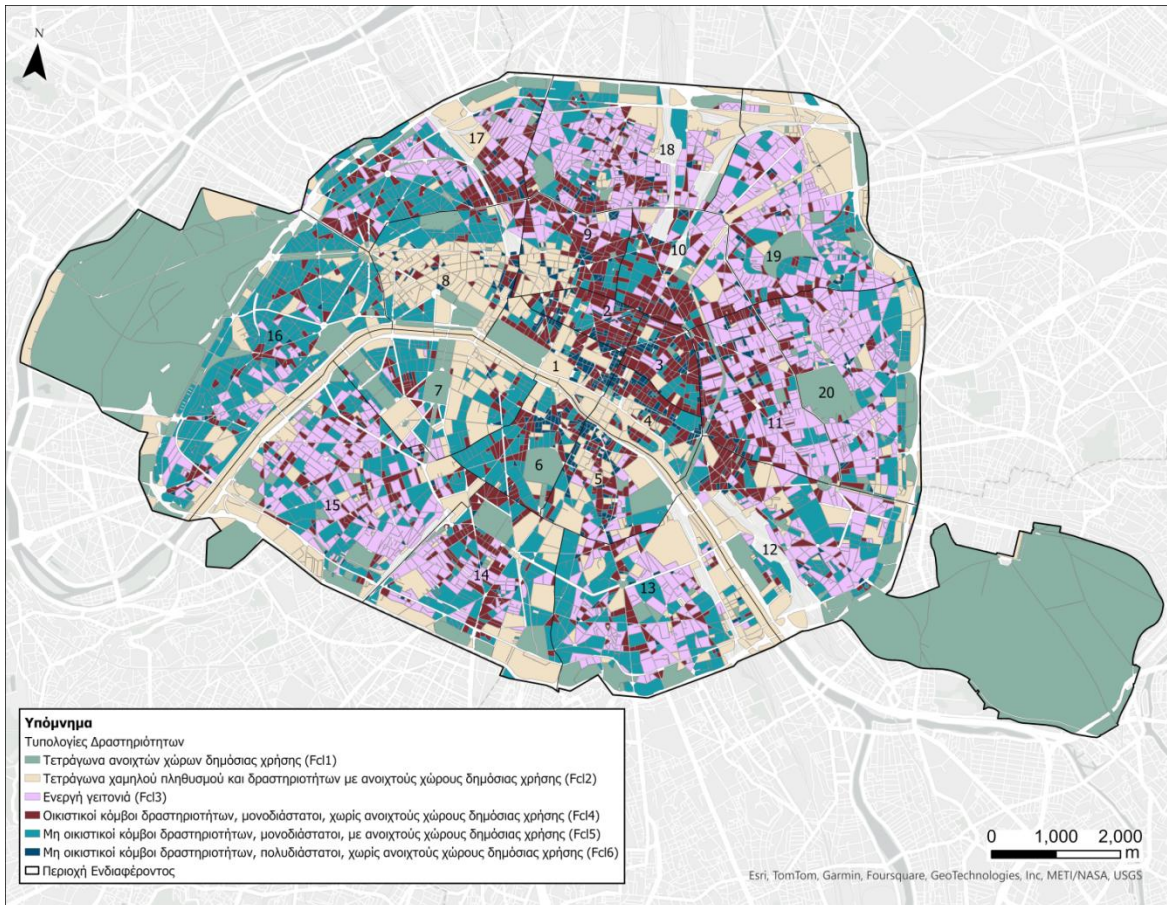 N
17
18
9
10
19
8
2
16
3
1
7
20
4
11
6
5
15
12
14
13
Υπόμνημα
Τυπολογίες Δραστηριότητων
Τετράγωνα ανοιχτών χώρων δημόσιας χρήσης (Fcl1)
Τετράγωνα χαμηλού πληθυσμού και δραστηριοτήτων με ανοιχτούς χώρους δημόσιας χρήσης (Fcl2)
Ενεργή γειτονιά (Fcl3)
Οικιστικοί κόμβοι δραστηριοτήτων, μονοδιάστατοι, χωρίς ανοιχτούς χώρους δημόσιας χρήσης (Fcl4)
Μη οικιστικοί κόμβοι δραστηριοτήτων, μονοδιάστατοι, με ανοιχτούς χώρους δημόσιας χρήσης (Fcl5)
Μη οικιστικοί κόμβοι δραστηριοτήτων, πολυδιάστατοι, χωρίς ανοιχτούς χώρους δημόσιας χρήσης (Fcl6)
Περιοχή Ενδιαφέροντος
0 1,000 2,000
m
Esri, TomTom, Garmin, Foursquare, GeoTechnologies, Inc, METI/NASA, USGS